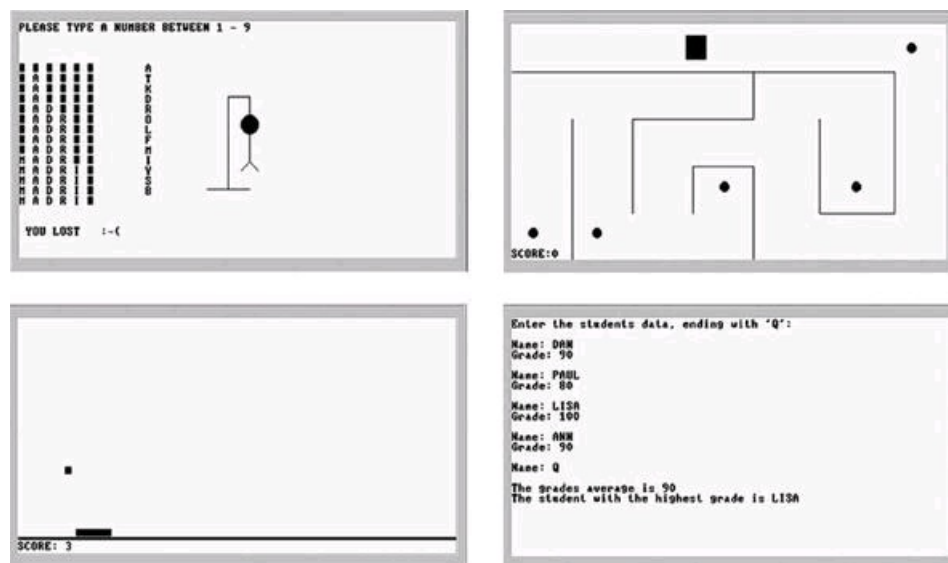 PLEASE TYPE A NUMBER BETWEEN 1 - 9
■ ■ ■ ■ ■ ■ A
■ A ■ ■ ■ ■ T
■ A ■ ■ ■ ■ K
■ A ■ ■ ■ ■ D
■ A D ■ ■ ■ R
■ A D R ■ ■ O
■ A D R ■ ■ L
■ A D R ■ ■ F
■ A D R ■ ■ M
M A D R ■ ■ I
M A D R I ■ Y
M A D R I ■ S
M A D R I ■ B
M A D R I ■
YOU LOST :-(
SCORE:0
SCORE: 3
Enter the students data, ending with 'Q':
Name: DAN
Grade: 90
Name: PAUL
Grade: 80
Name: LISA
Grade: 100
Name: ANN
Grade: 90
Name: Q
The grades average is 90
The student with the highest grade is LISA